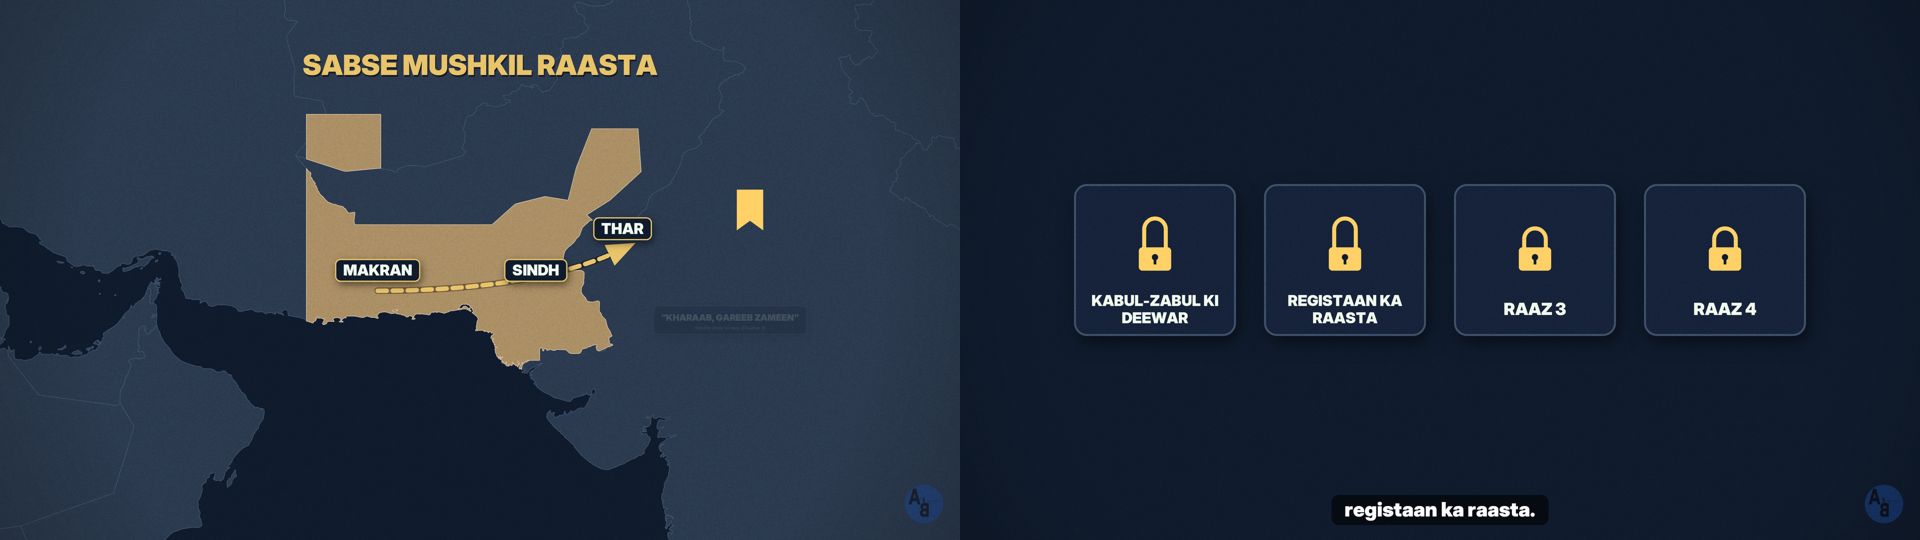 SABSE MUSHKIL RAASTA
THAR
MAKRAN
SINDH
"KHARAAB, GAREEB ZAMEEN"
KABUL-ZABUL KI
DEEWAR
REGISTAAN KA
RAASTA
RAAZ 3
RAAZ 4
registaan ka raasta.
A
B
A
B